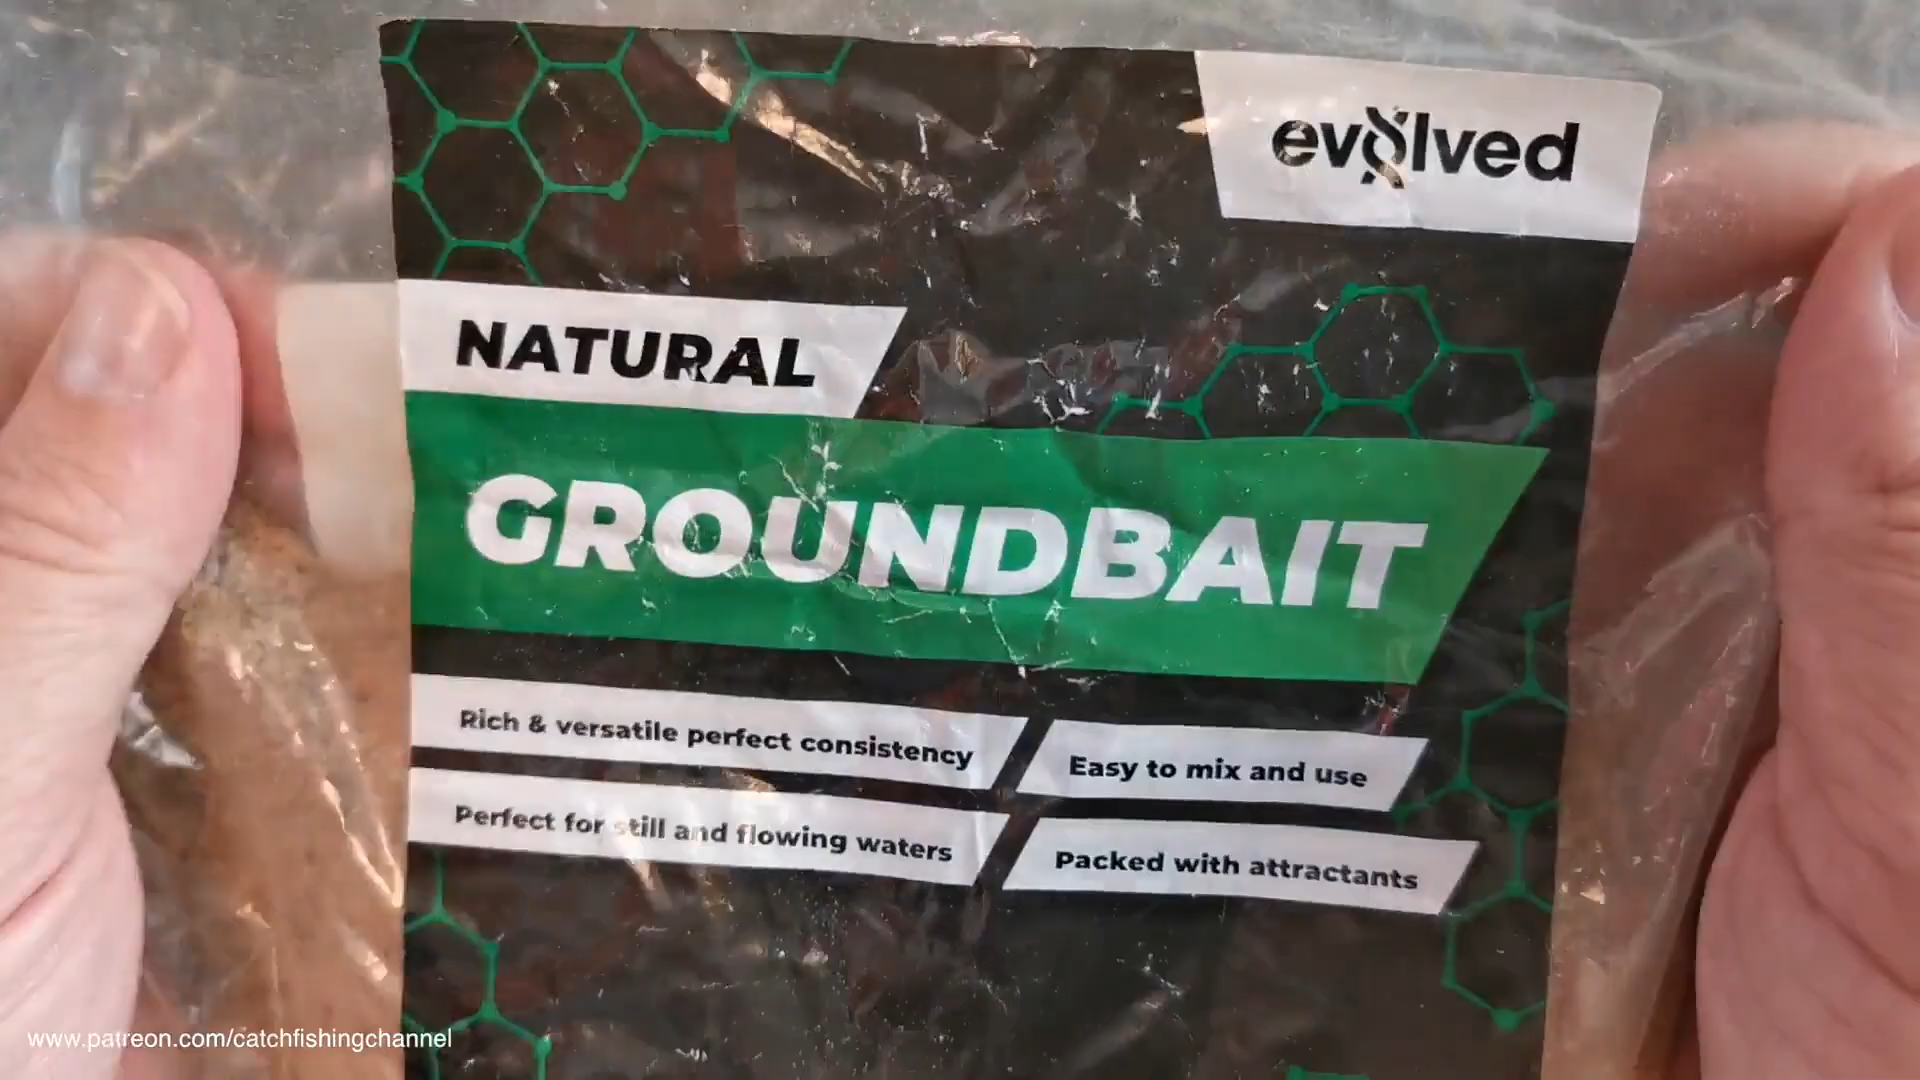 evolved
NATURAL
GROUNDBAIT
Rich & versatile perfect consistency
Easy to mix and use
Perfect for still and flowing waters
Packed with attractants
www.patreon.com/catchfishingchannel